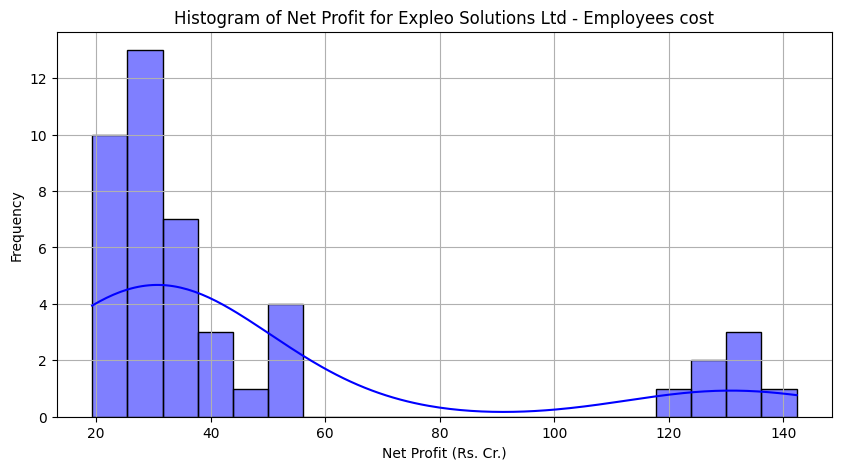 Histogram of Net Profit for Expleo Solutions Ltd - Employees cost
Frequency
12
10
8
6
4
2
0
20 40 60 80 100 120 140
Net Profit (Rs. Cr.)